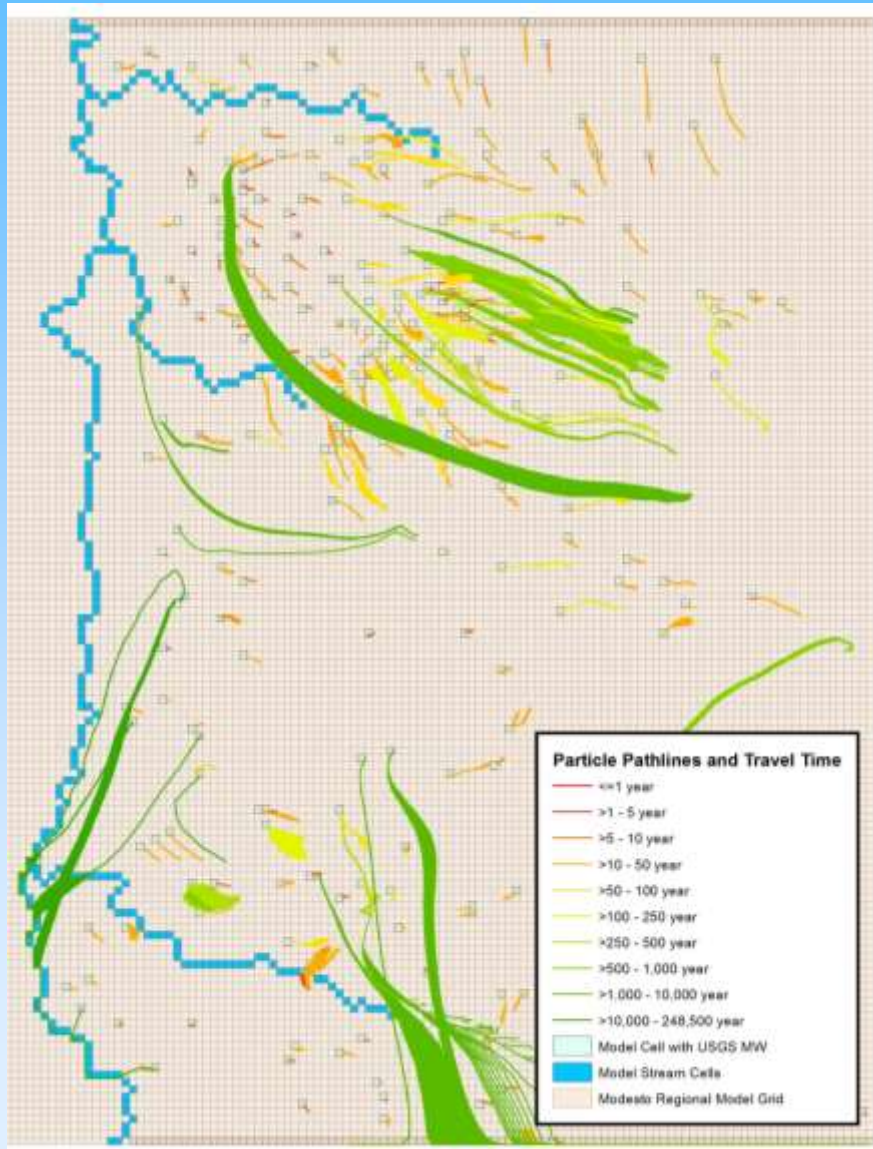 Particle Pathlines and Travel Time
<=1 year
>1 - 5 year
>5 - 10 year
>10 - 50 year
>50 - 100 year
>100 - 250 year
>250 - 500 year
>500 - 1,000 year
>1,000 - 10,000 year
>10,000 - 248,500 year
Model Cell with USGS MW
Model Stream Cells
Modesto Regional Model Grid